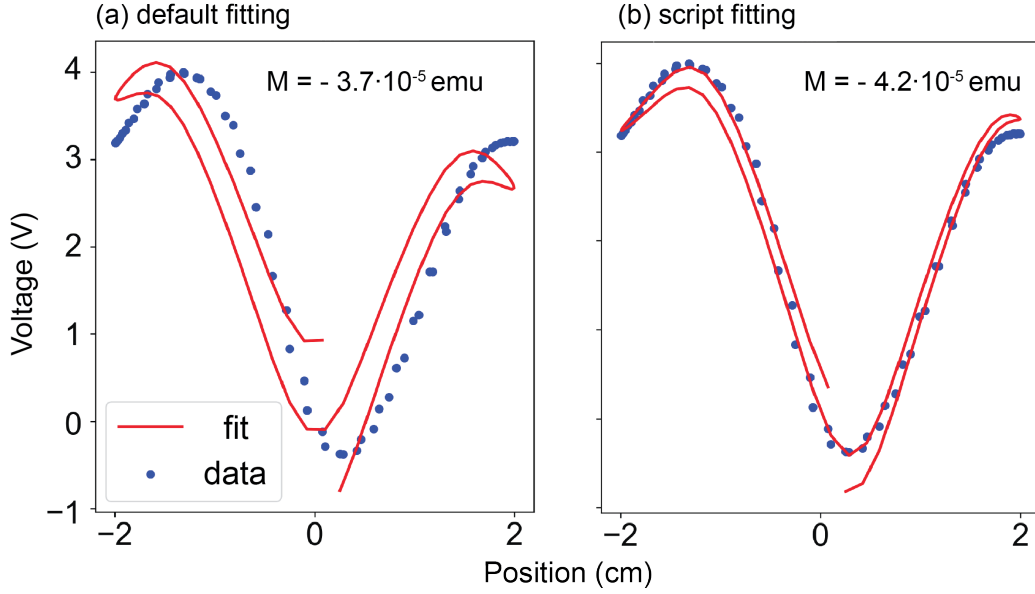 (a) default fitting
(b) script fitting
M = - 3.7·10⁻⁵ emu
M = - 4.2·10⁻⁵ emu
Voltage (V)
4
3
2
1
0
−1
fit
data
−2 0 2
−2 0 2
Position (cm)